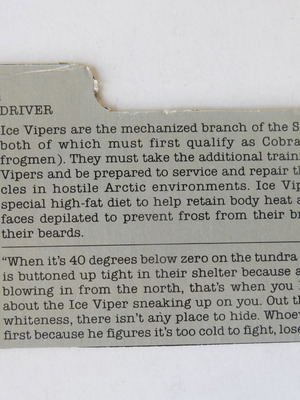 DRIVER
Ice Vipers are the mechanized branch of the S
both of which must first qualify as Cobra
frogmen). They must take the additional train
Vipers and be prepared to service and repair th
cles in hostile Arctic environments. Ice Vip
special high-fat diet to help retain body heat a
faces depilated to prevent frost from their br
their beards.
"When it's 40 degrees below zero on the tundra
is buttoned up tight in their shelter because a
blowing in from the north, that's when you
about the Ice Viper sneaking up on you. Out th
whiteness, there isn't any place to hide. Whoev
first because he figures it's too cold to fight, lose